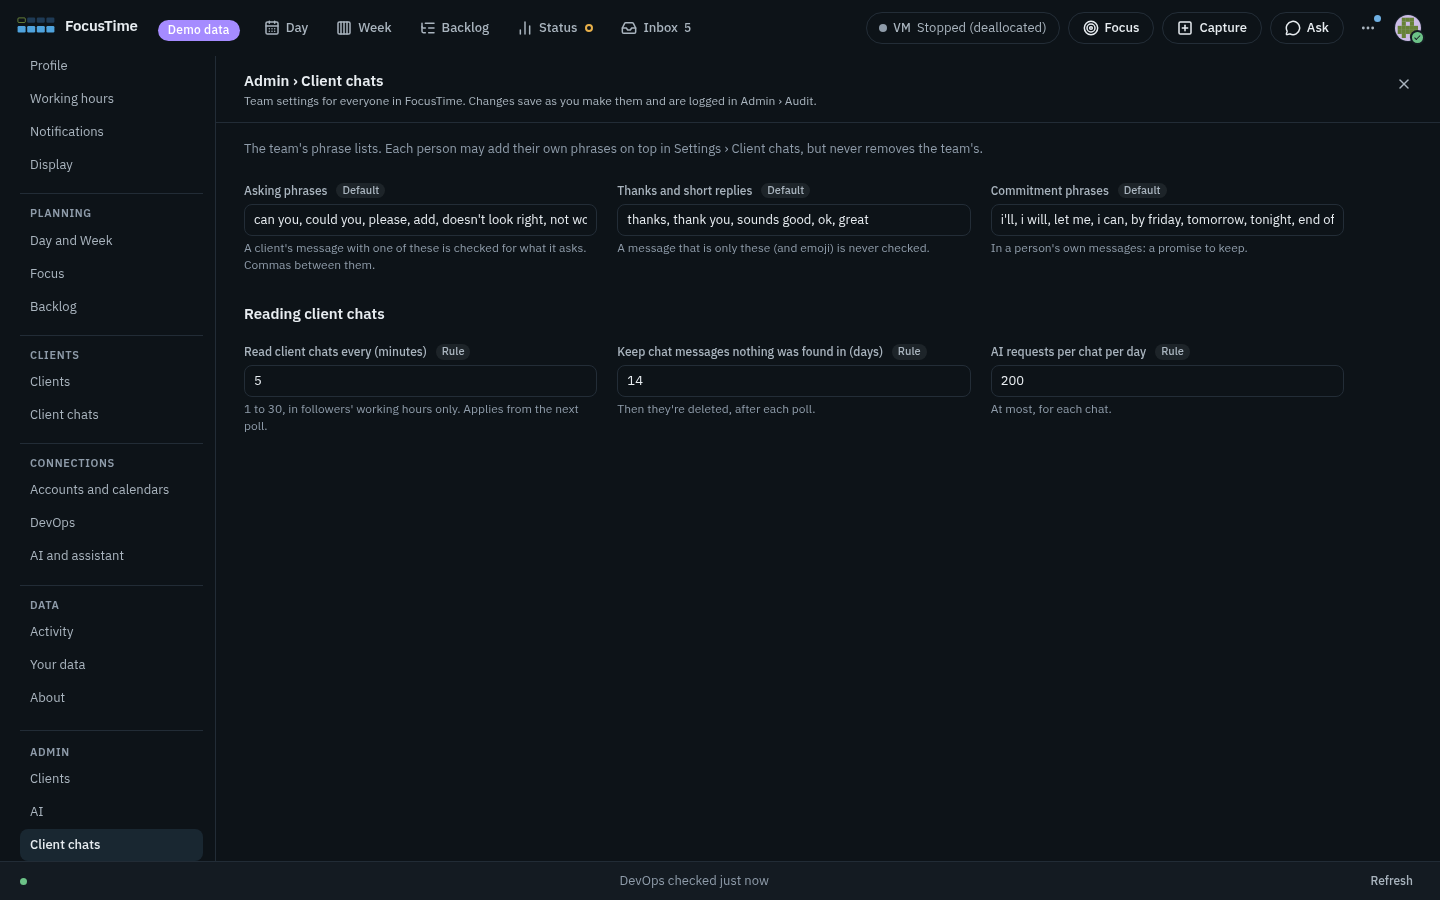 FocusTime
Demo data
Day
Week
Backlog
Status
Inbox 5
VM Stopped (deallocated)
Focus
Capture
Ask
Profile
Working hours
Notifications
Display
PLANNING
Day and Week
Focus
Backlog
CLIENTS
Clients
Client chats
CONNECTIONS
Accounts and calendars
DevOps
AI and assistant
DATA
Activity
Your data
About
ADMIN
Clients
AI
Client chats
Admin › Client chats
Team settings for everyone in FocusTime. Changes save as you make them and are logged in Admin › Audit.
The team's phrase lists. Each person may add their own phrases on top in Settings › Client chats, but never removes the team's.
Asking phrases Default
can you, could you, please, add, doesn't look right, not wo
A client's message with one of these is checked for what it asks.
Commas between them.
Thanks and short replies Default
thanks, thank you, sounds good, ok, great
A message that is only these (and emoji) is never checked.
Commitment phrases Default
i'll, i will, let me, i can, by friday, tomorrow, tonight, end of
In a person's own messages: a promise to keep.
Reading client chats
Read client chats every (minutes) Rule
5
1 to 30, in followers' working hours only. Applies from the next
poll.
Keep chat messages nothing was found in (days) Rule
14
Then they're deleted, after each poll.
AI requests per chat per day Rule
200
At most, for each chat.
DevOps checked just now
Refresh